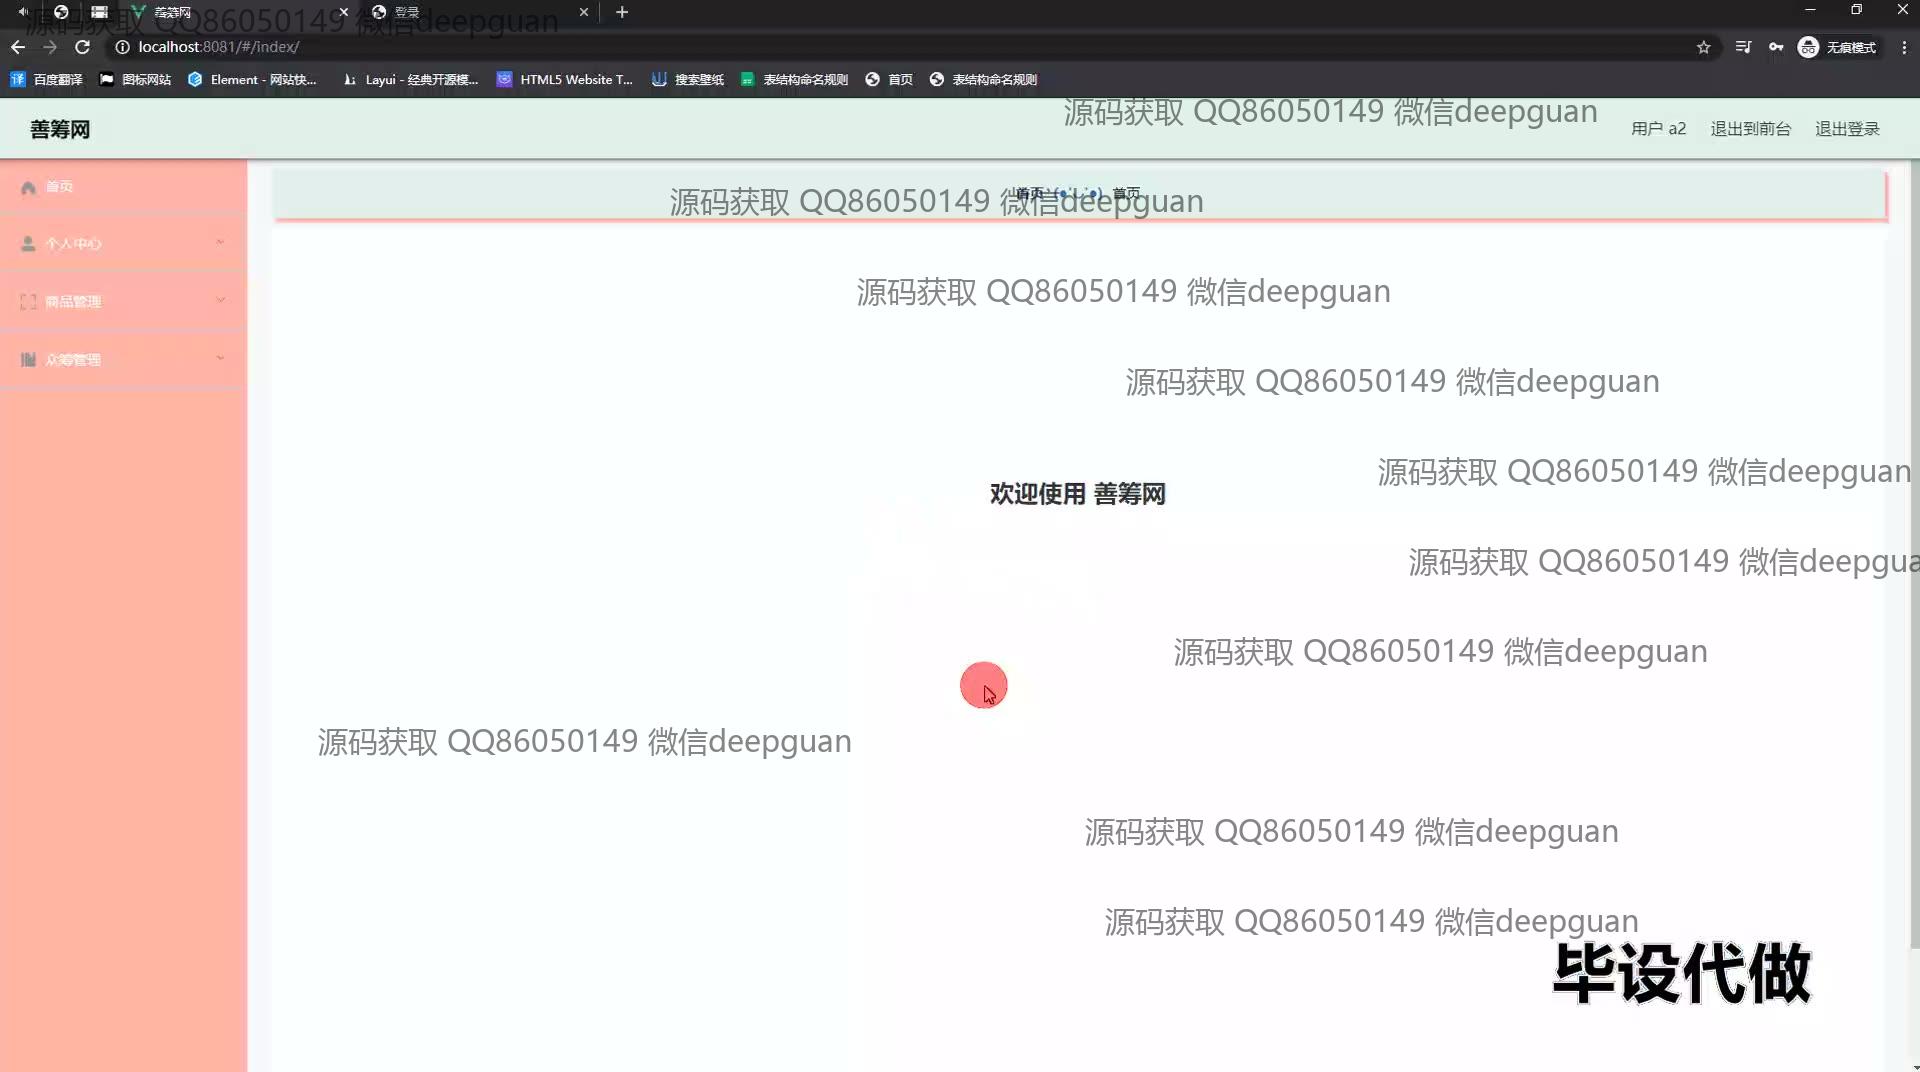 善筹网
登录
源码获取 QQ86050149 微信deepguan
localhost:8081/#/index/
无痕模式
百度翻译
图标网站
Element - 网站快...
Layui - 经典开源模...
HTML5 Website T...
搜索壁纸
表结构命名规则
首页
表结构命名规则
源码获取 QQ86050149 微信deepguan
善筹网
用户 a2
退出到前台
退出登录
首页
首页 (●'◡'●) 首页
源码获取 QQ86050149 微信deepguan
个人中心
源码获取 QQ86050149 微信deepguan
商品管理
众筹管理
源码获取 QQ86050149 微信deepguan
源码获取 QQ86050149 微信deepguan
欢迎使用 善筹网
源码获取 QQ86050149 微信deepgua
源码获取 QQ86050149 微信deepguan
源码获取 QQ86050149 微信deepguan
源码获取 QQ86050149 微信deepguan
源码获取 QQ86050149 微信deepguan
毕设代做